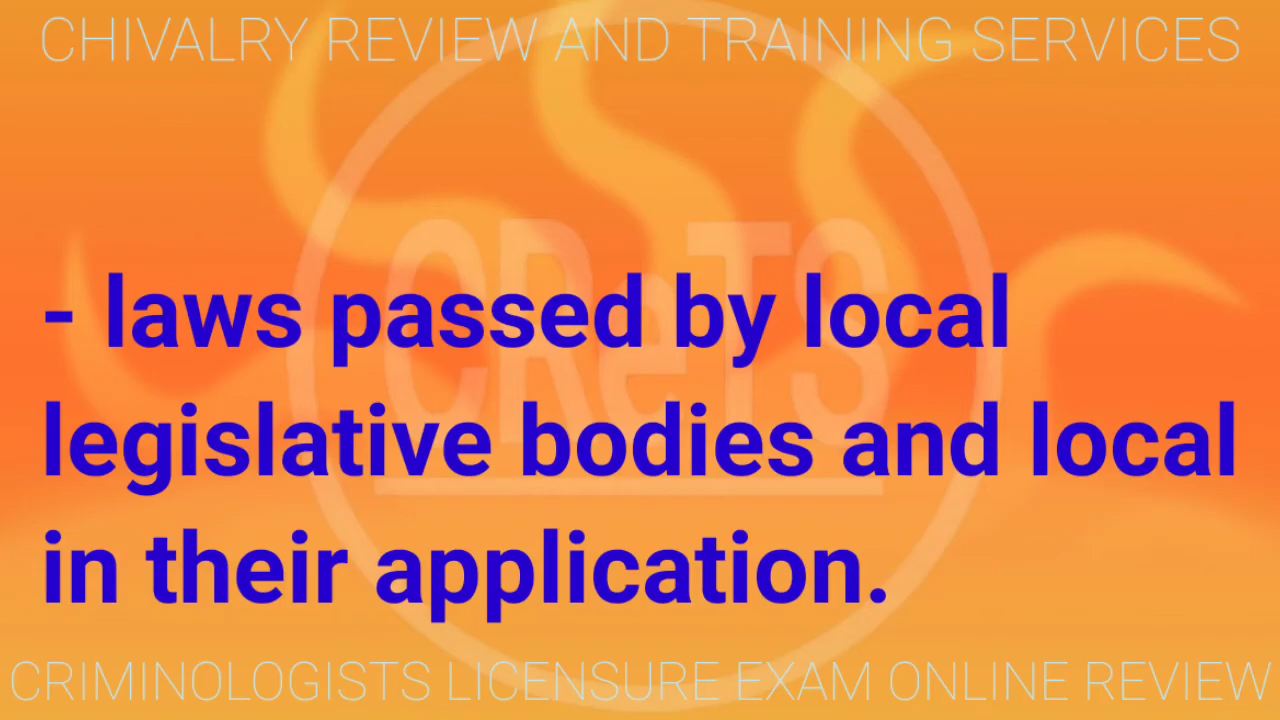 CHIVALRY REVIEW AND TRAINING SERVICES
CReTS
- laws passed by local
legislative bodies and local
in their application.
CRIMINOLOGISTS LICENSURE EXAM ONLINE REVIEW